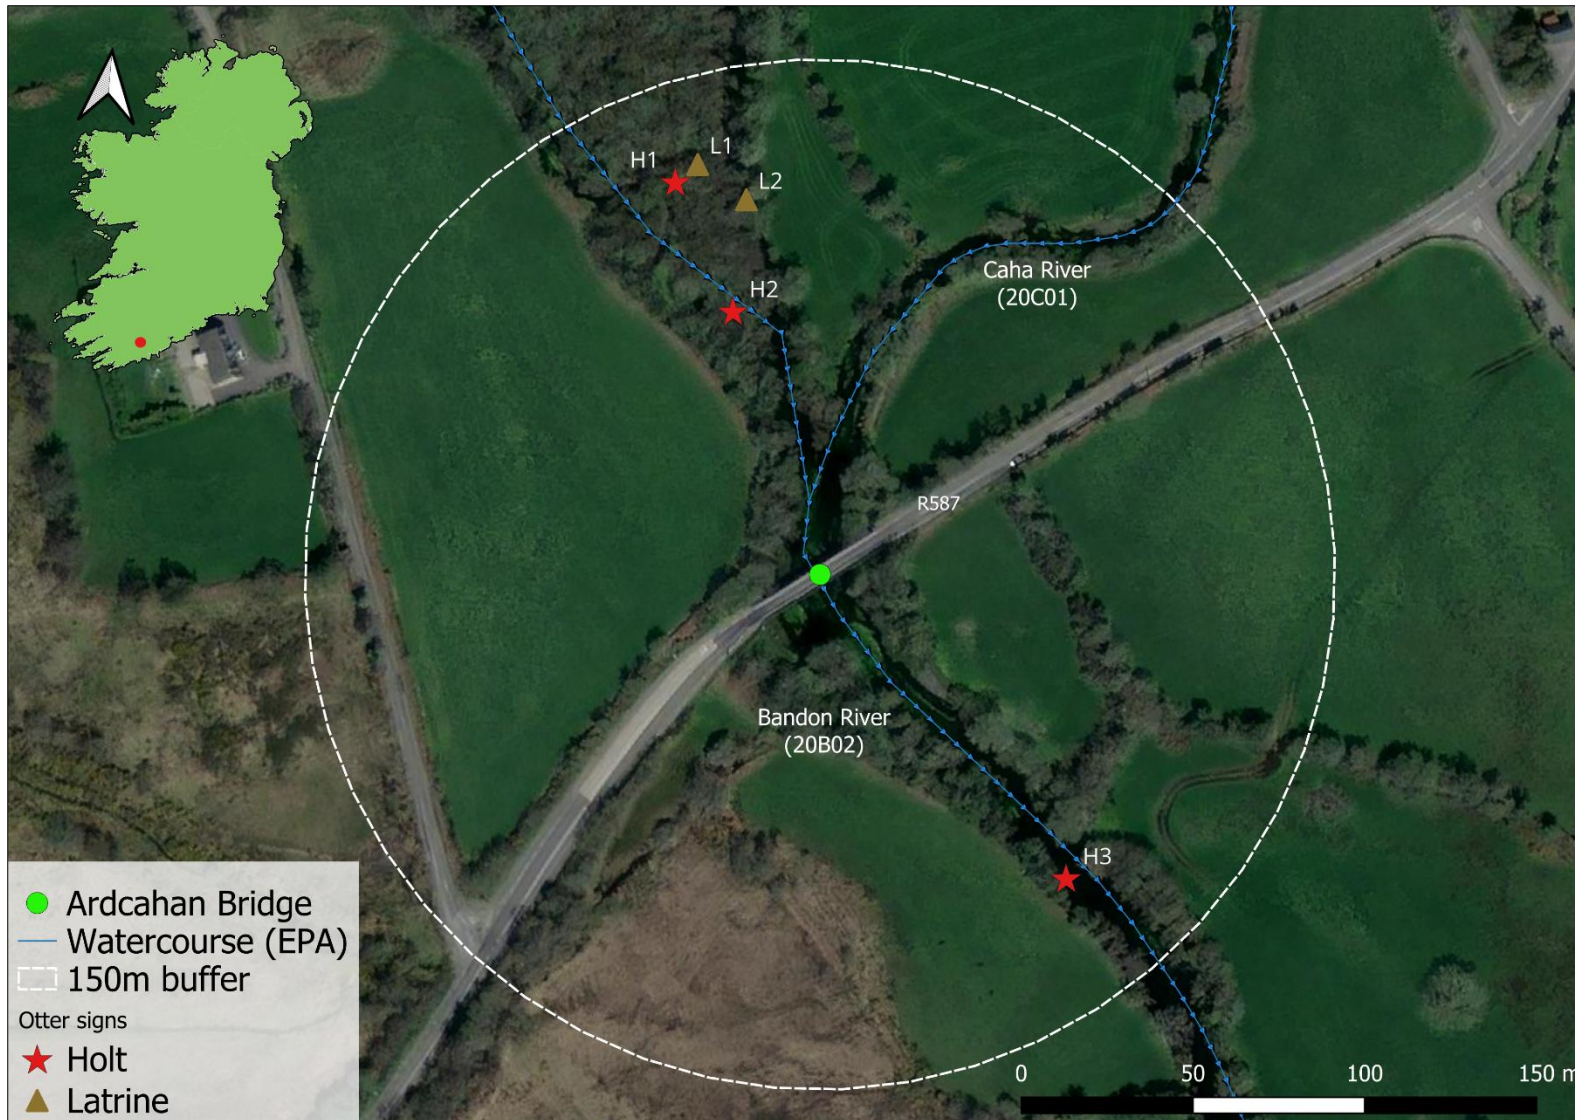 H1
L1
L2
H2
Caha River
(20C01)
R587
Bandon River
(20B02)
H3
Ardcahan Bridge
Watercourse (EPA)
150m buffer
Otter signs
Holt
Latrine
0 50 100 150 m